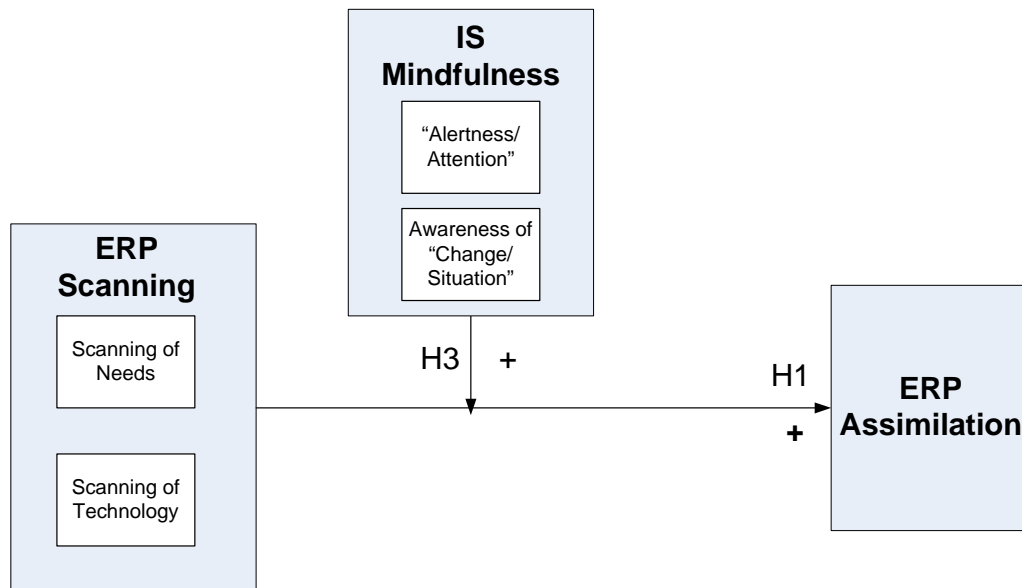 IS
Mindfulness
“Alertness/
Attention”
Awareness of
“Change/
Situation”
ERP
Scanning
Scanning of
Needs
Scanning of
Technology
H3 +
H1
+
ERP
Assimilation